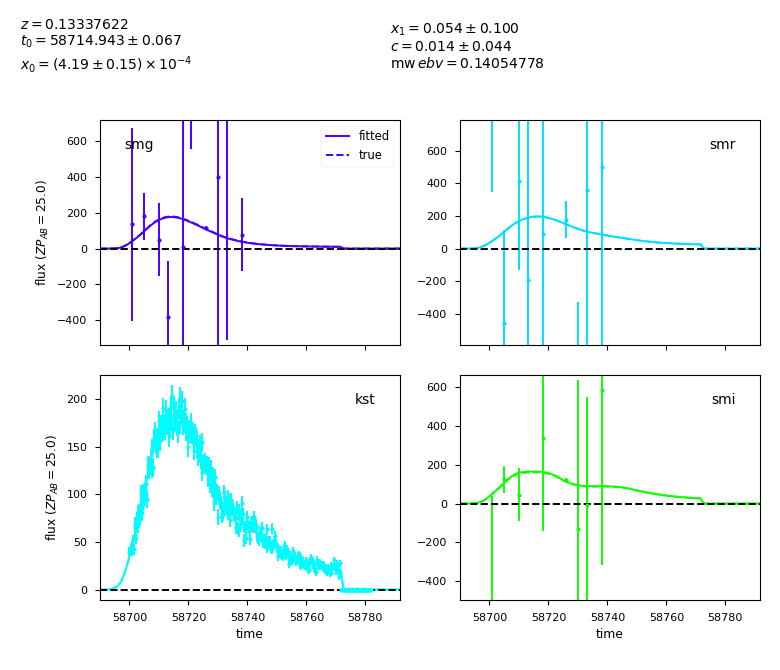 z = 0.13337622
t₀ = 58714.943 ± 0.067
x₀ = (4.19 ± 0.15) × 10⁻⁴
x₁ = 0.054 ± 0.100
c = 0.014 ± 0.044
mw ebv = 0.14054778
smg
fitted
true
600
400
200
0
−200
−400
flux (ZP_AB = 25.0)
smr
600
400
200
0
−200
−400
kst
200
150
100
50
0
flux (ZP_AB = 25.0)
58700 58720 58740 58760 58780
time
smi
600
400
200
0
−200
−400
58700 58720 58740 58760 58780
time